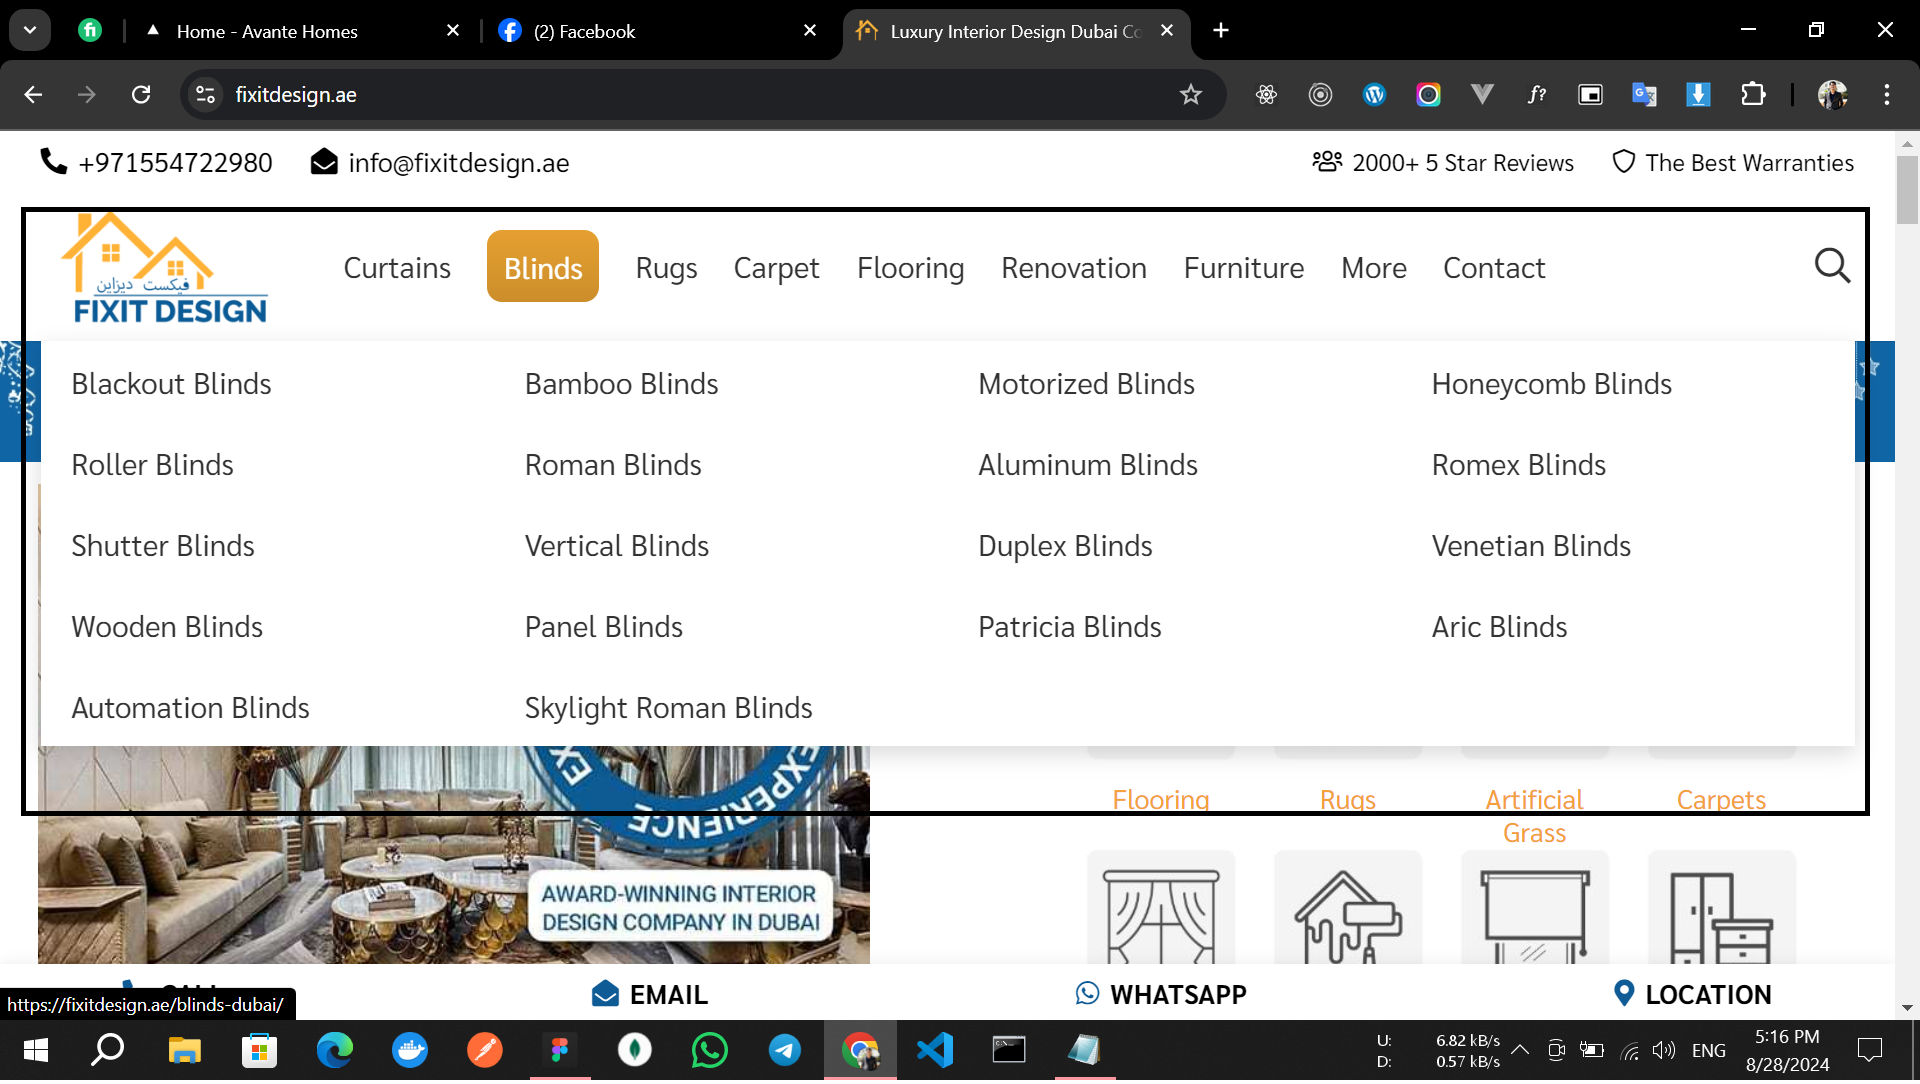 Home - Avante Homes
(2) Facebook
Luxury Interior Design Dubai Co
fixitdesign.ae
+971554722980
info@fixitdesign.ae
2000+ 5 Star Reviews
The Best Warranties
فيكست ديزاين
FIXIT DESIGN
Curtains
Blinds
Rugs
Carpet
Flooring
Renovation
Furniture
More
Contact
Blackout Blinds
Bamboo Blinds
Motorized Blinds
Honeycomb Blinds
Roller Blinds
Roman Blinds
Aluminum Blinds
Romex Blinds
Shutter Blinds
Vertical Blinds
Duplex Blinds
Venetian Blinds
Wooden Blinds
Panel Blinds
Patricia Blinds
Aric Blinds
Automation Blinds
Skylight Roman Blinds
EXPERIENCE
EX
Flooring
Rugs
Artificial
Grass
Carpets
AWARD-WINNING INTERIOR
DESIGN COMPANY IN DUBAI
CALL
EMAIL
WHATSAPP
LOCATION
https://fixitdesign.ae/blinds-dubai/
U: 6.82 kB/s
D: 0.57 kB/s
ENG
5:16 PM
8/28/2024